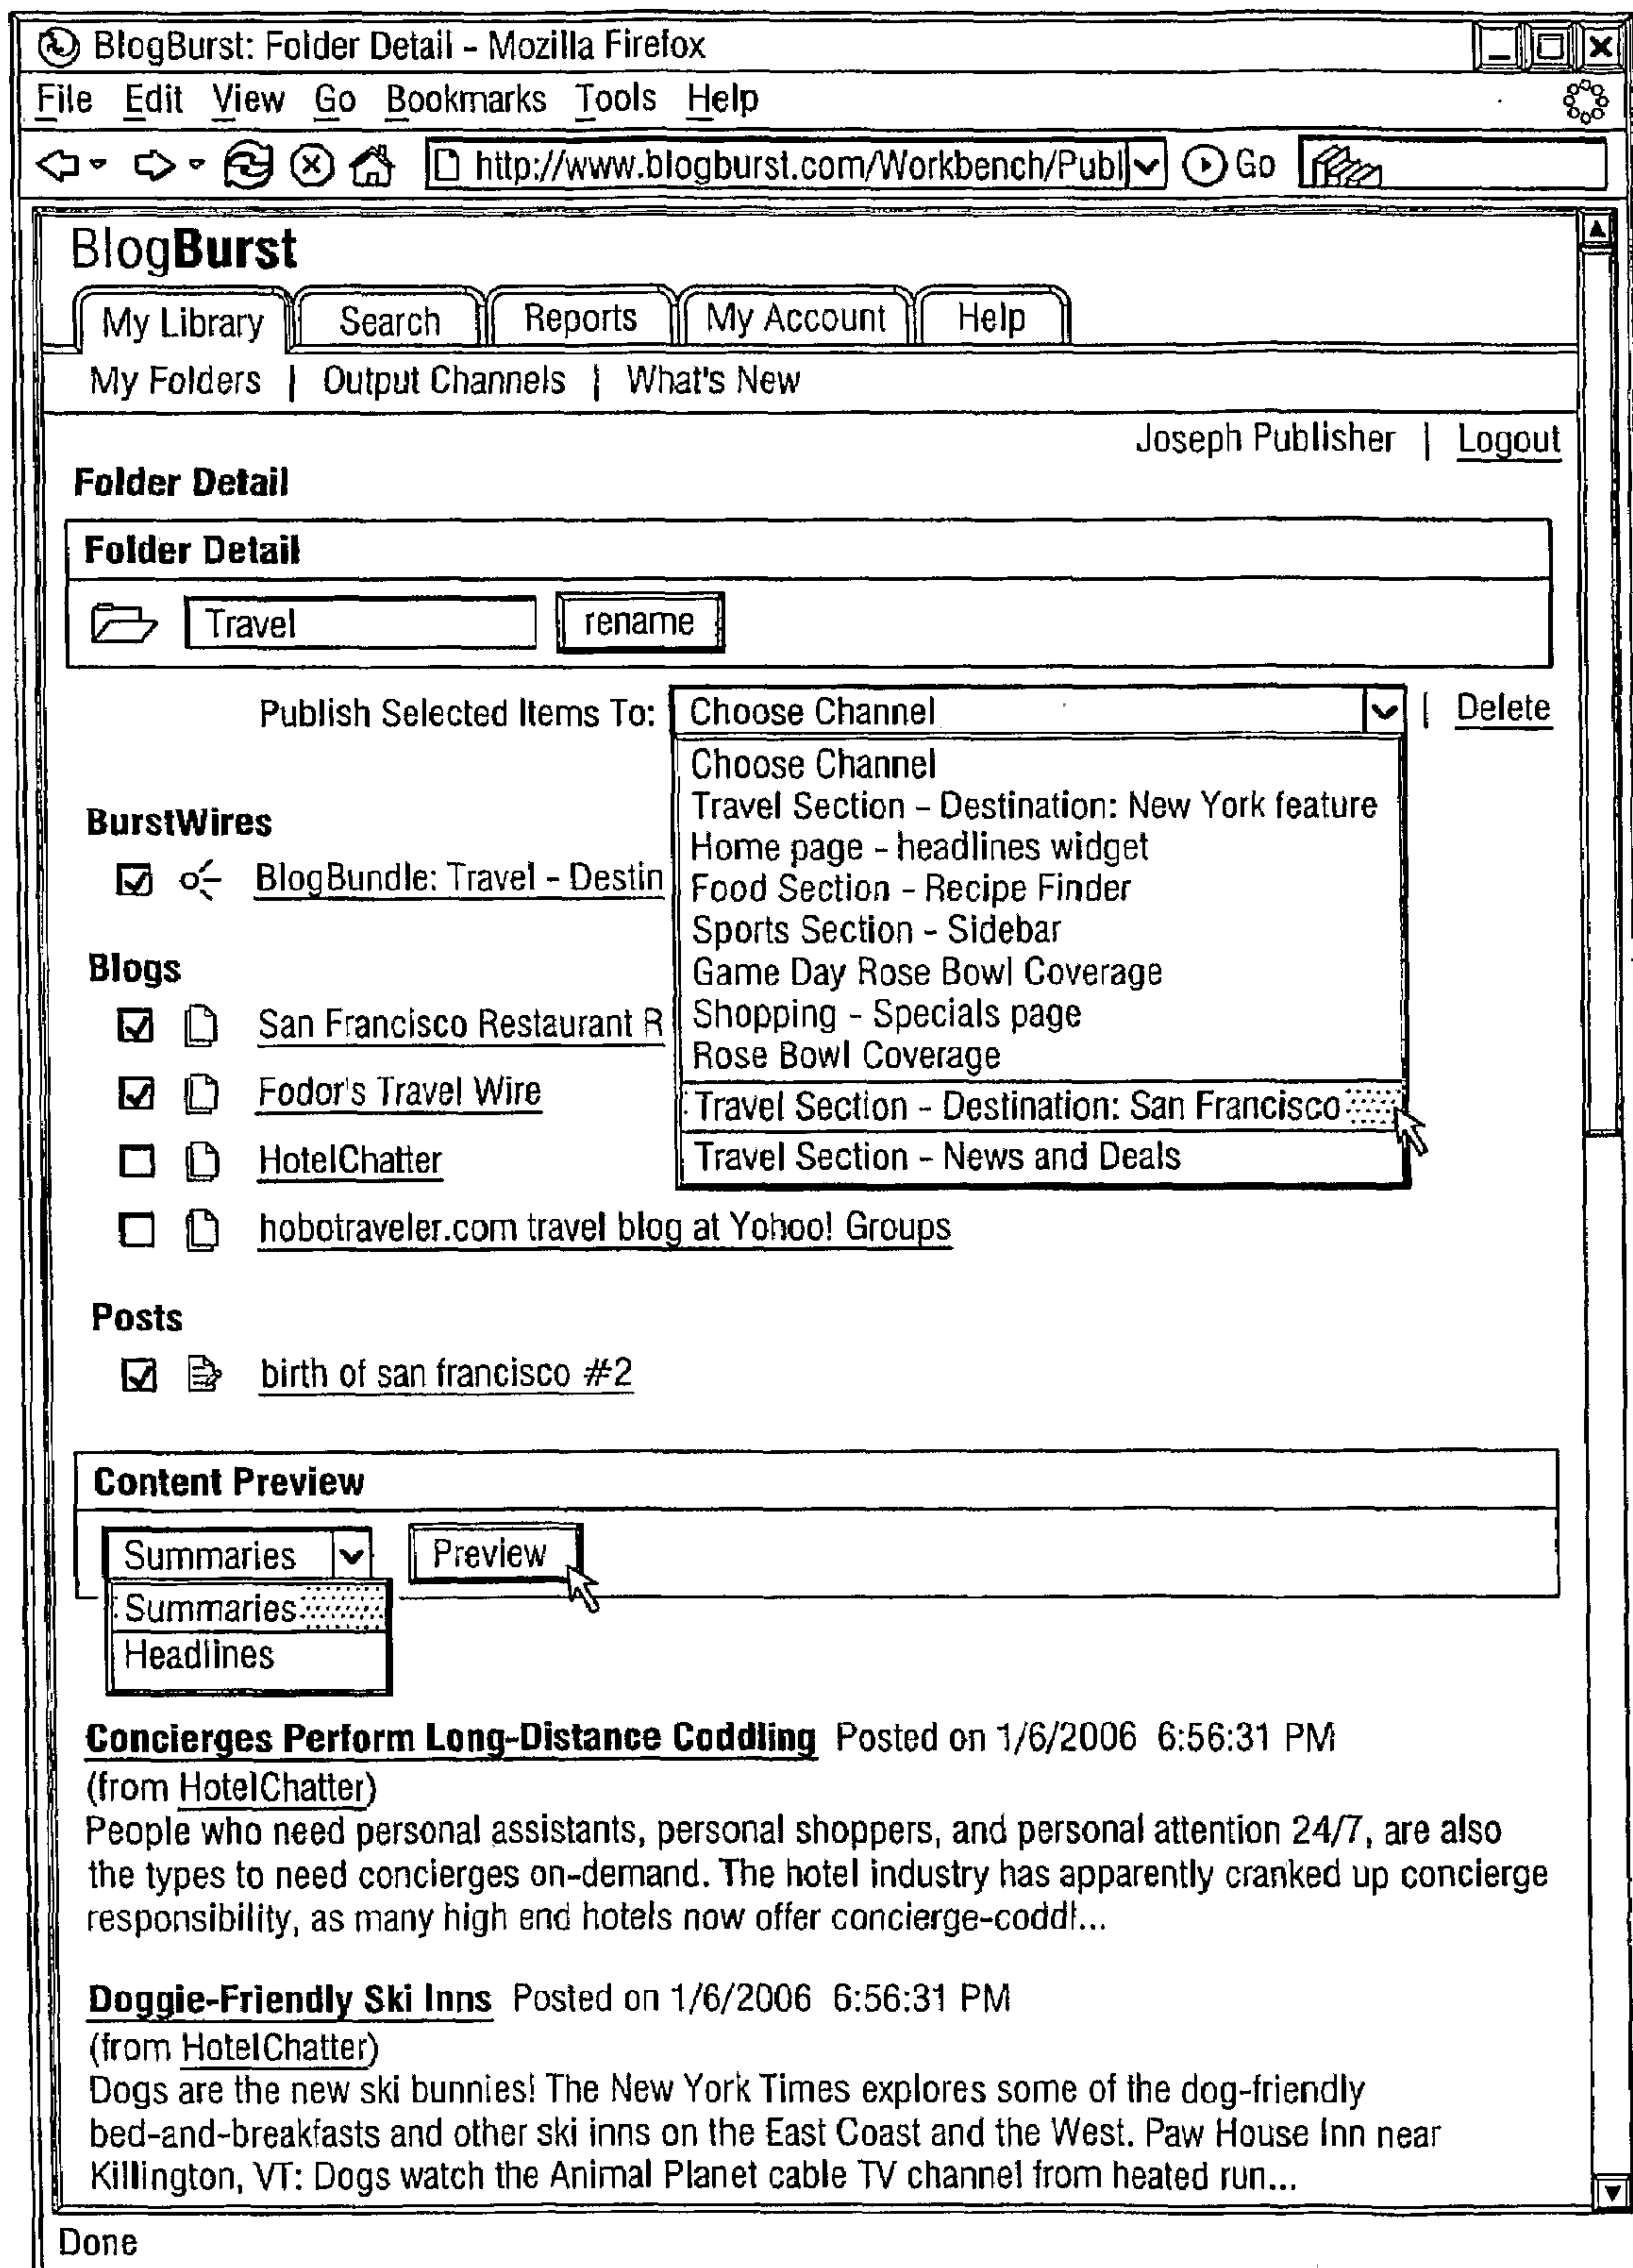 BlogBurst: Folder Detail - Mozilla Firefox
File Edit View Go Bookmarks Tools Help
http://www.blogburst.com/Workbench/Publ Go
BlogBurst
My Library Search Reports My Account Help
My Folders | Output Channels | What's New
Joseph Publisher | Logout
Folder Detail
Folder Detail
Travel rename
Publish Selected Items To: Choose Channel | Delete
Choose Channel
Travel Section - Destination: New York feature
Home page - headlines widget
Food Section - Recipe Finder
Sports Section - Sidebar
Game Day Rose Bowl Coverage
Shopping - Specials page
Rose Bowl Coverage
Travel Section - Destination: San Francisco
Travel Section - News and Deals
BurstWires
BlogBundle: Travel - Destin
Blogs
San Francisco Restaurant R
Fodor's Travel Wire
HotelChatter
hobotraveler.com travel blog at Yohoo! Groups
Posts
birth of san francisco #2
Content Preview
Summaries Preview
Summaries
Headlines
Concierges Perform Long-Distance Coddling Posted on 1/6/2006 6:56:31 PM
(from HotelChatter)
People who need personal assistants, personal shoppers, and personal attention 24/7, are also
the types to need concierges on-demand. The hotel industry has apparently cranked up concierge
responsibility, as many high end hotels now offer concierge-coddl...
Doggie-Friendly Ski Inns Posted on 1/6/2006 6:56:31 PM
(from HotelChatter)
Dogs are the new ski bunnies! The New York Times explores some of the dog-friendly
bed-and-breakfasts and other ski inns on the East Coast and the West. Paw House Inn near
Killington, VT: Dogs watch the Animal Planet cable TV channel from heated run...
Done